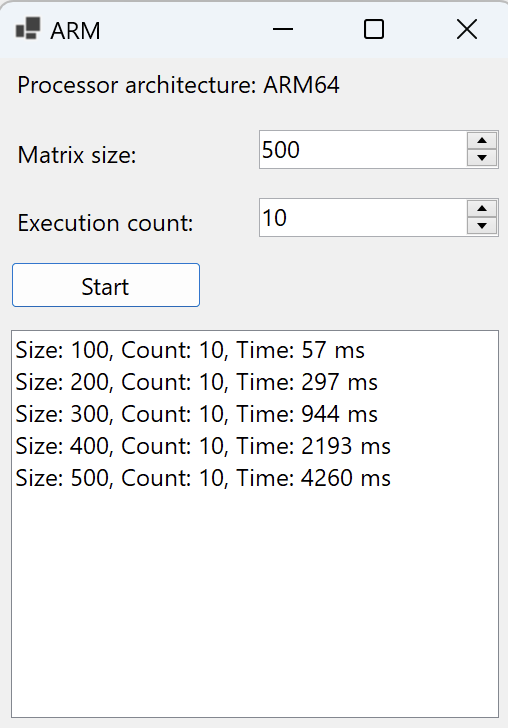 ARM
Processor architecture: ARM64
Matrix size: 500
Execution count: 10
Start
Size: 100, Count: 10, Time: 57 ms
Size: 200, Count: 10, Time: 297 ms
Size: 300, Count: 10, Time: 944 ms
Size: 400, Count: 10, Time: 2193 ms
Size: 500, Count: 10, Time: 4260 ms